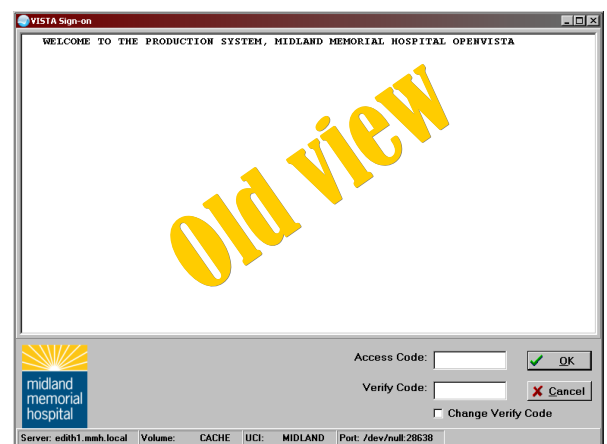 VISTA Sign-on
WELCOME TO THE PRODUCTION SYSTEM, MIDLAND MEMORIAL HOSPITAL OPENVISTA
Old view
Access Code:
OK
midland
memorial
hospital
Verify Code:
Cancel
Change Verify Code
Server: edith1.mmh.local Volume: CACHE UCI: MIDLAND Port: /dev/null:28638